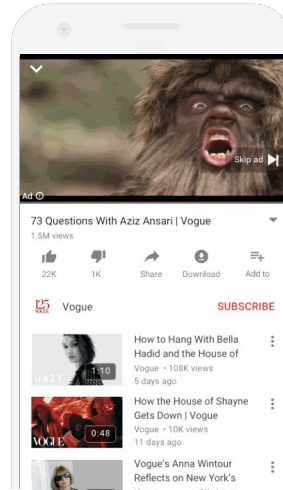 Skip ad
Ad
73 Questions With Aziz Ansari | Vogue
1.5M views
22K
1K
Share
Download
Add to
125
VOGUE
Vogue
SUBSCRIBE
How to Hang With Bella
Hadid and the House of
Vogue • 108K views
5 days ago
VOGUE
1:10
How the House of Shayne
Gets Down | Vogue
Vogue • 10K views
11 days ago
VOGUE
0:48
Vogue's Anna Wintour
Reflects on New York's